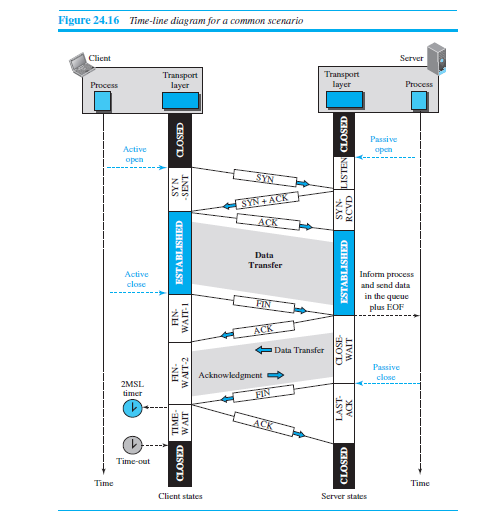 Figure 24.16 Time-line diagram for a common scenario
Client
Server
Transport
layer
Process
Transport
layer
Process
CLOSED
CLOSED
Active
open
Passive
open
SYN
LISTEN
SYN
-SENT
SYN + ACK
SYN-
RCVD
ACK
ESTABLISHED
ESTABLISHED
Data
Transfer
Active
close
Inform process
and send data
in the queue
plus EOF
FIN
FIN-
WAIT-1
ACK
CLOSE-
WAIT
Data Transfer
FIN-
WAIT-2
Acknowledgment
Passive
close
2MSL
timer
FIN
LAST-
ACK
TIME-
WAIT
ACK
Time-out
CLOSED
CLOSED
Time
Time
Client states
Server states